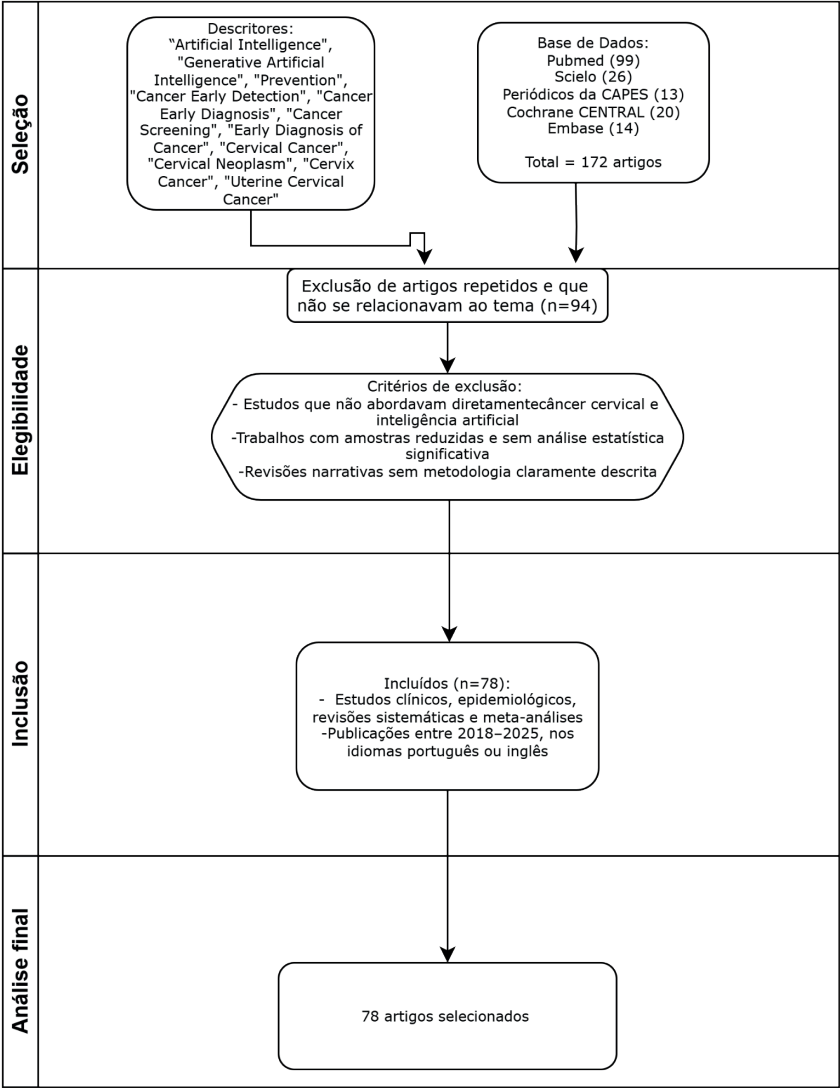 Seleção
Descritores:
“Artificial Intelligence",
"Generative Artificial
Intelligence", "Prevention",
"Cancer Early Detection", "Cancer
Early Diagnosis", "Cancer
Screening", "Early Diagnosis of
Cancer", "Cervical Cancer",
"Cervical Neoplasm", "Cervix
Cancer", "Uterine Cervical
Cancer"
Base de Dados:
Pubmed (99)
Scielo (26)
Periódicos da CAPES (13)
Cochrane CENTRAL (20)
Embase (14)
Total = 172 artigos
Elegibilidade
Exclusão de artigos repetidos e que
não se relacionavam ao tema (n=94)
Critérios de exclusão:
- Estudos que não abordavam diretamentecâncer cervical e
inteligência artificial
-Trabalhos com amostras reduzidas e sem análise estatística
significativa
-Revisões narrativas sem metodologia claramente descrita
Inclusão
Incluídos (n=78):
- Estudos clínicos, epidemiológicos,
revisões sistemáticas e meta-análises
-Publicações entre 2018–2025, nos
idiomas português ou inglês
Análise final
78 artigos selecionados